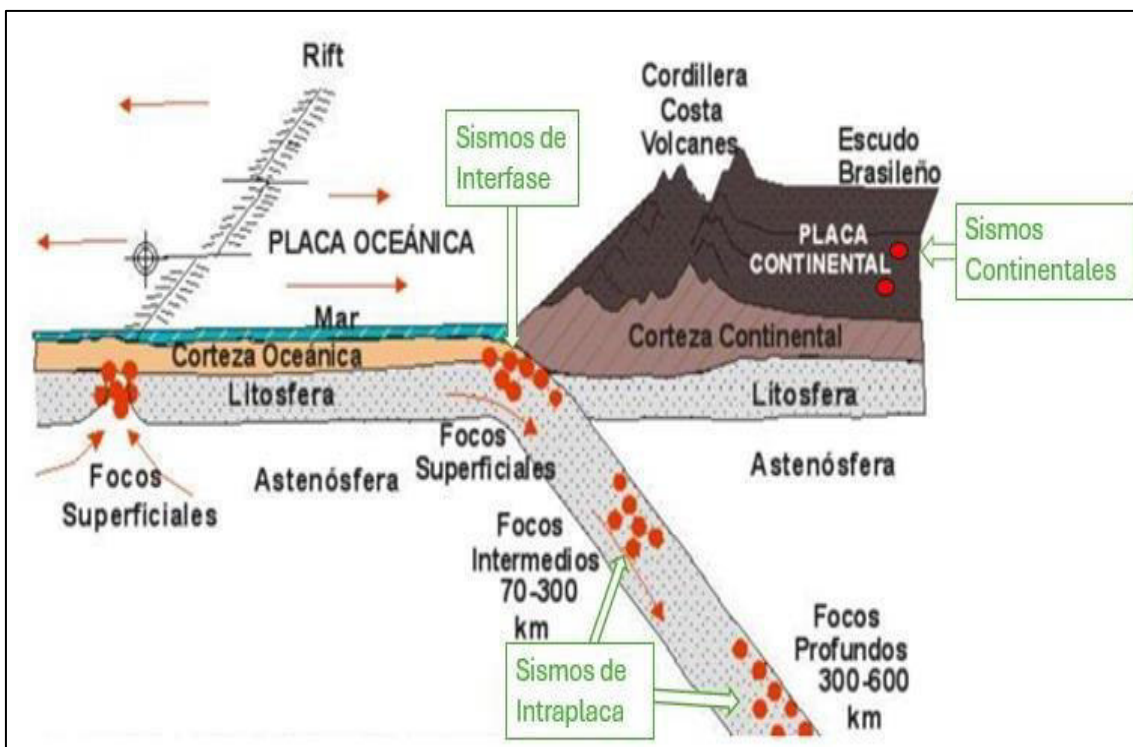 Rift
Cordillera
Costa
Volcanes
Escudo
Brasileño
Sismos de
Interfase
PLACA OCEÁNICA
PLACA
CONTINENTAL
Sismos
Continentales
Mar
Corteza Oceánica
Corteza Continental
Litosfera
Litosfera
Focos
Superficiales
Astenósfera
Focos
Superficiales
Astenósfera
Focos
Intermedios
70-300
km
Focos
Profundos
300-600
km
Sismos de
Intraplaca